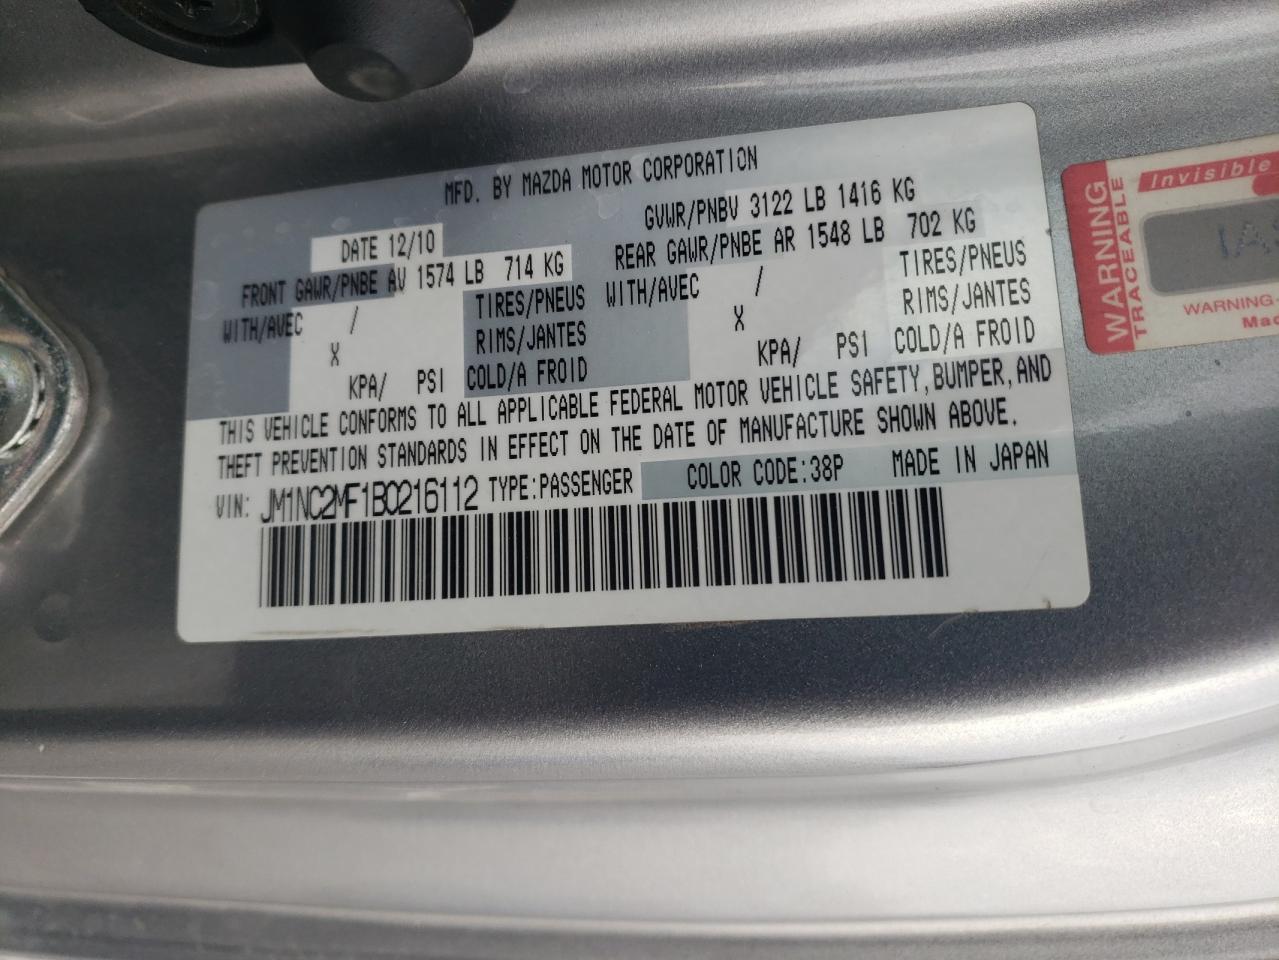 MFD. BY MAZDA MOTOR CORPORATION
DATE 12/10
GVWR/PNBV 3122 LB 1416 KG
FRONT GAWR/PNBE AV 1574 LB 714 KG
REAR GAWR/PNBE AR 1548 LB 702 KG
WITH/AVEC / TIRES/PNEUS
X RIMS/JANTES
KPA/ PSI COLD/A FROID
WITH/AVEC / TIRES/PNEUS
X RIMS/JANTES
KPA/ PSI COLD/A FROID
THIS VEHICLE CONFORMS TO ALL APPLICABLE FEDERAL MOTOR VEHICLE SAFETY, BUMPER, AND
THEFT PREVENTION STANDARDS IN EFFECT ON THE DATE OF MANUFACTURE SHOWN ABOVE.
VIN: JM1NC2MF1B0216112 TYPE:PASSENGER COLOR CODE:38P MADE IN JAPAN
WARNING
TRACEABLE
Invisible
WARNING